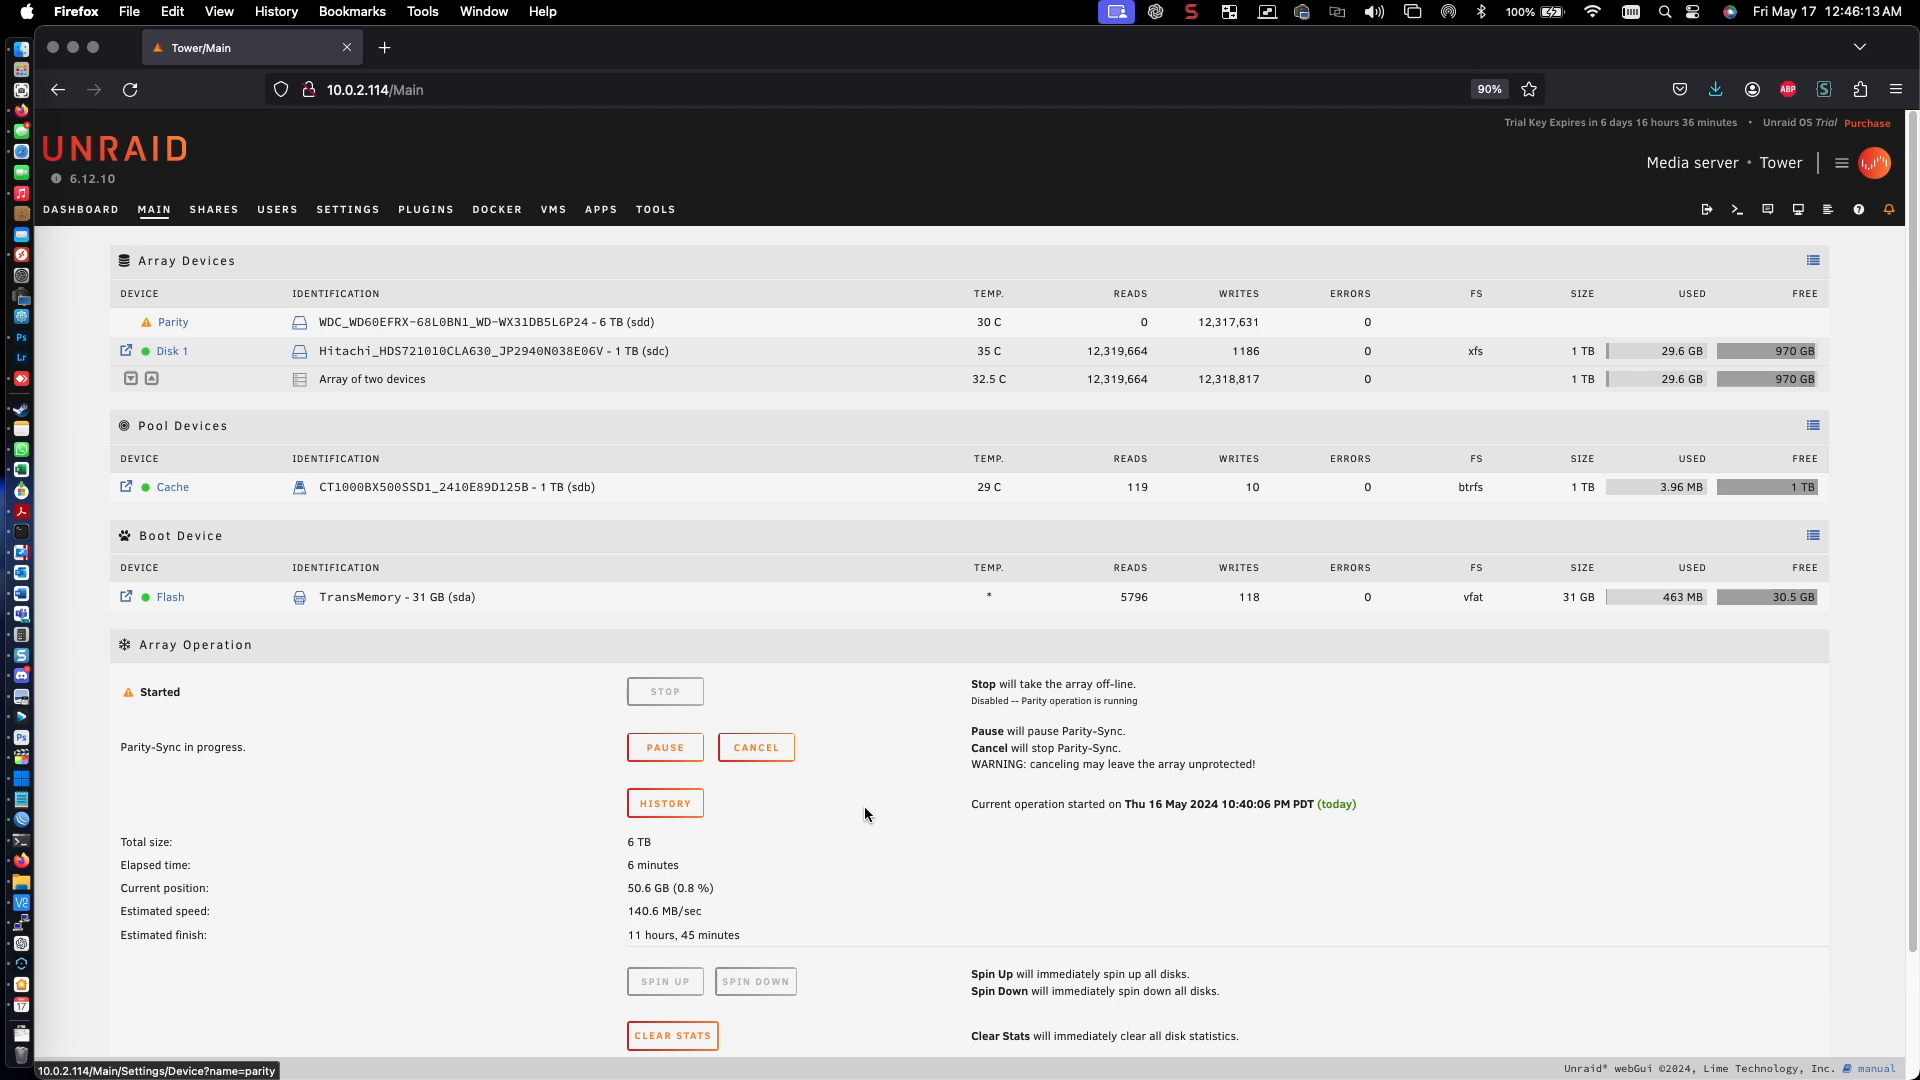 Firefox File Edit View History Bookmarks Tools Window Help 100% Fri May 17 12:46:13 AM
Tower/Main
10.0.2.114/Main 90% ABP
Trial Key Expires in 6 days 16 hours 36 minutes • Unraid OS Trial Purchase
UNRAID
6.12.10
Media server • Tower
DASHBOARD MAIN SHARES USERS SETTINGS PLUGINS DOCKER VMS APPS TOOLS
Array Devices
DEVICE IDENTIFICATION TEMP. READS WRITES ERRORS FS SIZE USED FREE
Parity WDC_WD60EFRX-68L0BN1_WD-WX31DB5L6P24 - 6 TB (sdd) 30 C 0 12,317,631 0
Disk 1 Hitachi_HDS721010CLA630_JP2940N038E06V - 1 TB (sdc) 35 C 12,319,664 1186 0 xfs 1 TB 29.6 GB 970 GB
Array of two devices 32.5 C 12,319,664 12,318,817 0 1 TB 29.6 GB 970 GB
Pool Devices
DEVICE IDENTIFICATION TEMP. READS WRITES ERRORS FS SIZE USED FREE
Cache CT1000BX500SSD1_2410E89D125B - 1 TB (sdb) 29 C 119 10 0 btrfs 1 TB 3.96 MB 1 TB
Boot Device
DEVICE IDENTIFICATION TEMP. READS WRITES ERRORS FS SIZE USED FREE
Flash TransMemory - 31 GB (sda) * 5796 118 0 vfat 31 GB 463 MB 30.5 GB
Array Operation
Started STOP Stop will take the array off-line.
Disabled -- Parity operation is running
Parity-Sync in progress. PAUSE CANCEL Pause will pause Parity-Sync.
Cancel will stop Parity-Sync.
WARNING: canceling may leave the array unprotected!
HISTORY Current operation started on Thu 16 May 2024 10:40:06 PM PDT (today)
Total size: 6 TB
Elapsed time: 6 minutes
Current position: 50.6 GB (0.8 %)
Estimated speed: 140.6 MB/sec
Estimated finish: 11 hours, 45 minutes
SPIN UP SPIN DOWN Spin Up will immediately spin up all disks.
Spin Down will immediately spin down all disks.
CLEAR STATS Clear Stats will immediately clear all disk statistics.
10.0.2.114/Main/Settings/Device?name=parity
Unraid® webGui ©2024, Lime Technology, Inc. manual